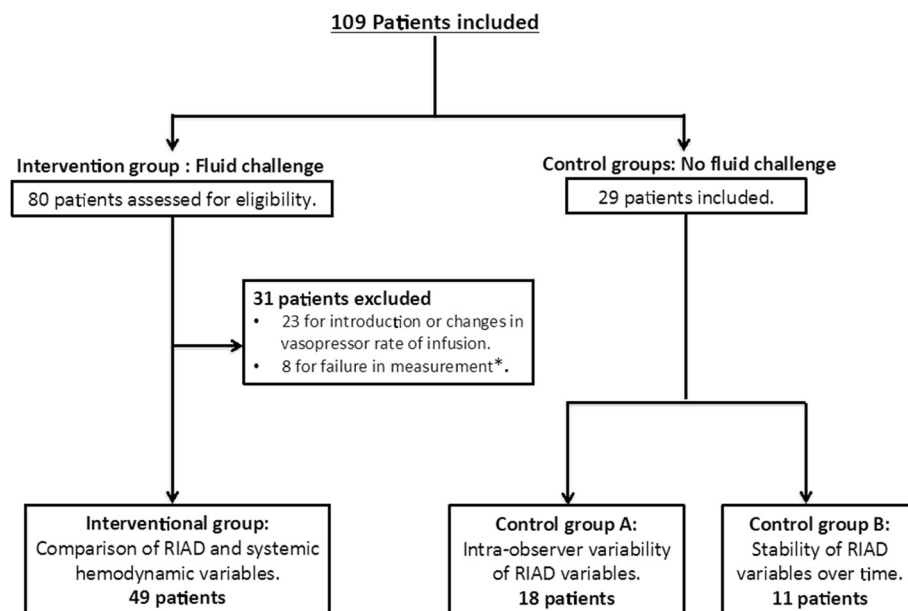 109 Patients included
Intervention group : Fluid challenge
80 patients assessed for eligibility.
Control groups: No fluid challenge
29 patients included.
31 patients excluded
• 23 for introduction or changes in
vasopressor rate of infusion.
• 8 for failure in measurement*.
Interventional group:
Comparison of RIAD and systemic
hemodynamic variables.
49 patients
Control group A:
Intra-observer variability
of RIAD variables.
18 patients
Control group B:
Stability of RIAD
variables over time.
11 patients